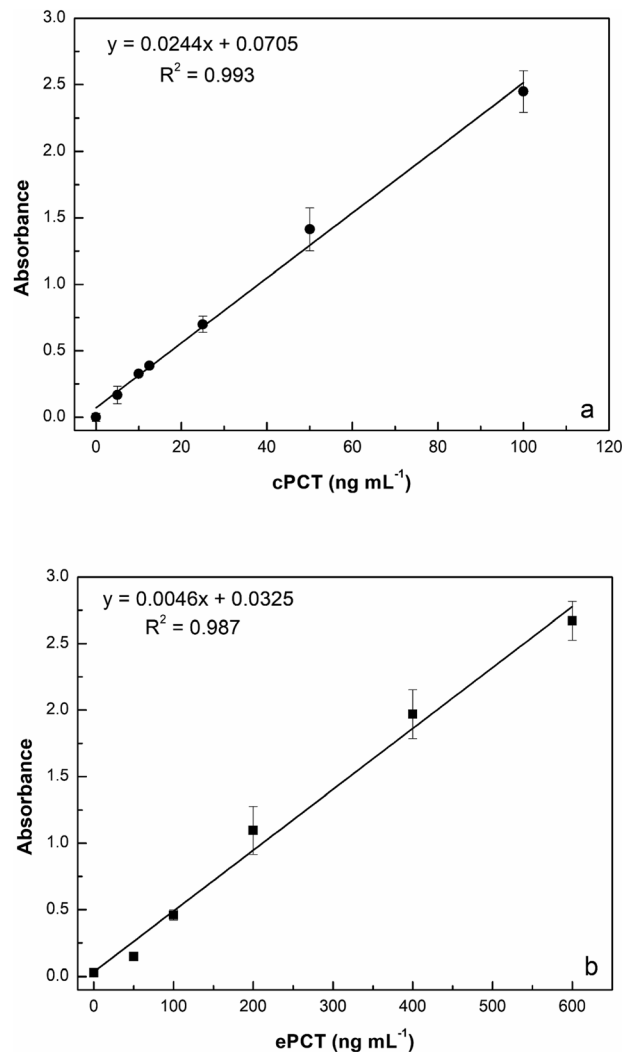 y = 0.0244x + 0.0705
R² = 0.993
3.0
2.5
2.0
1.5
1.0
0.5
0.0
Absorbance
a
0 20 40 60 80 100 120
cPCT (ng mL⁻¹)
y = 0.0046x + 0.0325
R² = 0.987
3.0
2.5
2.0
1.5
1.0
0.5
0.0
Absorbance
b
0 100 200 300 400 500 600
ePCT (ng mL⁻¹)